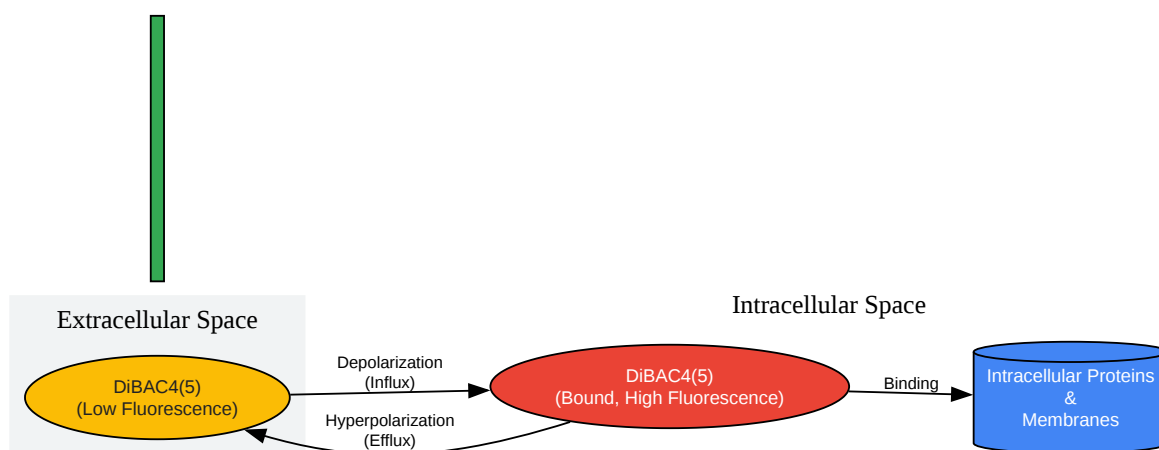 Extracellular Space
Intracellular Space
DiBAC4(5)
(Low Fluorescence)
Depolarization
(Influx)
Hyperpolarization
(Efflux)
DiBAC4(5)
(Bound, High Fluorescence)
Binding
Intracellular Proteins
&
Membranes